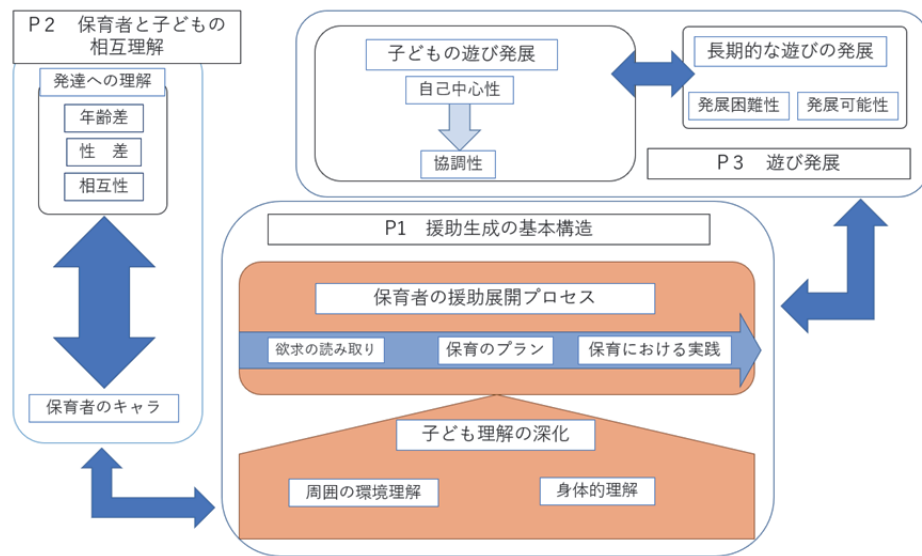 P2 保育者と子どもの
相互理解
発達への理解
年齢差
性 差
相互性
保育者のキャラ
子どもの遊び発展
自己中心性
協調性
長期的な遊びの発展
発展困難性
発展可能性
P3 遊び発展
P1 援助生成の基本構造
保育者の援助展開プロセス
欲求の読み取り
保育のプラン
保育における実践
子ども理解の深化
周囲の環境理解
身体的理解